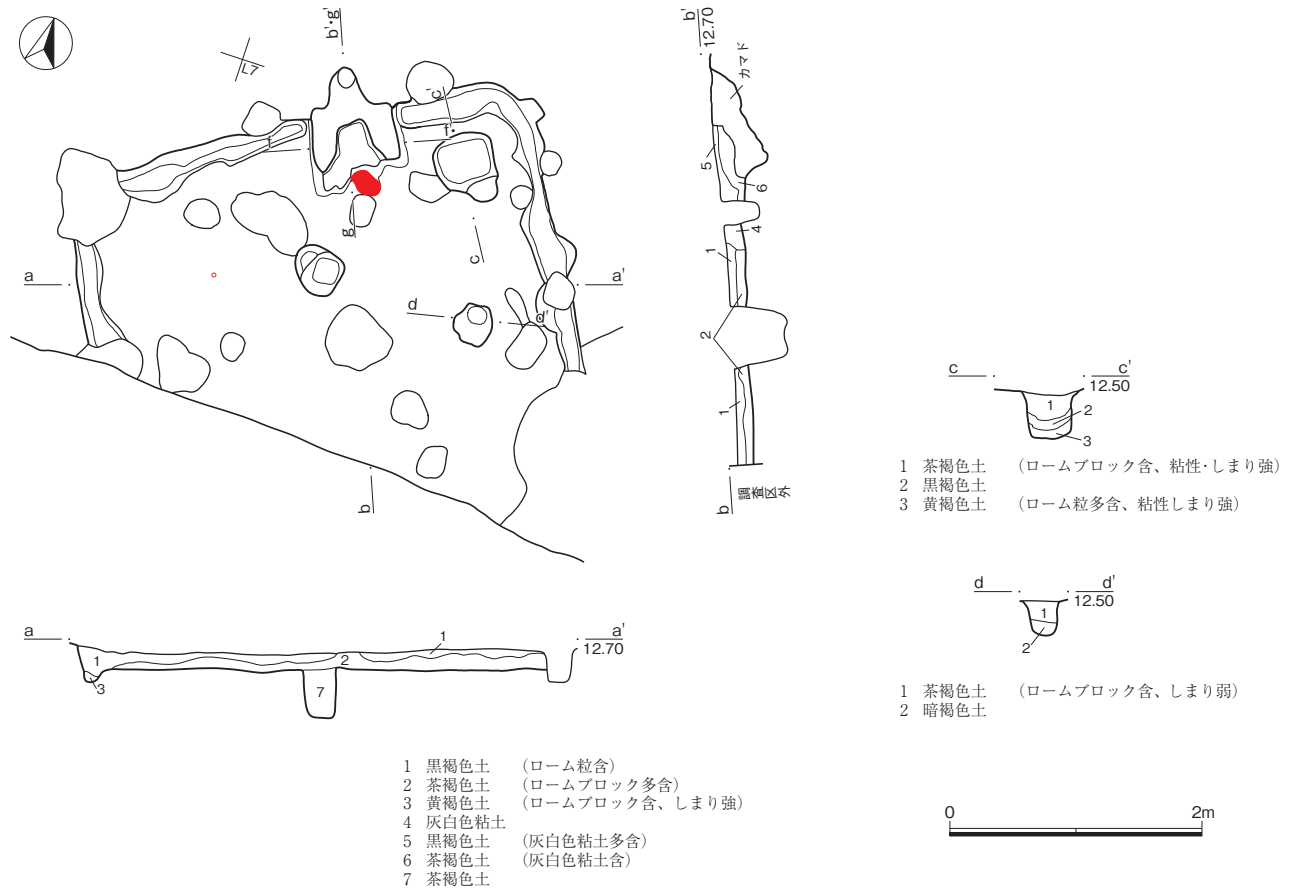 b'・g'
L7
c'
f
f'
g
c
a
a'
d
d'
b
b'
12.70
カマド
5
6
4
1
2
1
b
調査区外
a
a'
12.70
1
3
2
1
7
c
c'
12.50
1
2
3
1 茶褐色土 （ロームブロック含、粘性・しまり強）
2 黒褐色土
3 黄褐色土 （ローム粒多含、粘性しまり強）
d
d'
12.50
1
2
1 茶褐色土 （ロームブロック含、しまり弱）
2 暗褐色土
1 黒褐色土 （ローム粒含）
2 茶褐色土 （ロームブロック多含）
3 黄褐色土 （ロームブロック含、しまり強）
4 灰白色粘土
5 黒褐色土 （灰白色粘土多含）
6 茶褐色土 （灰白色粘土含）
7 茶褐色土
0 2m